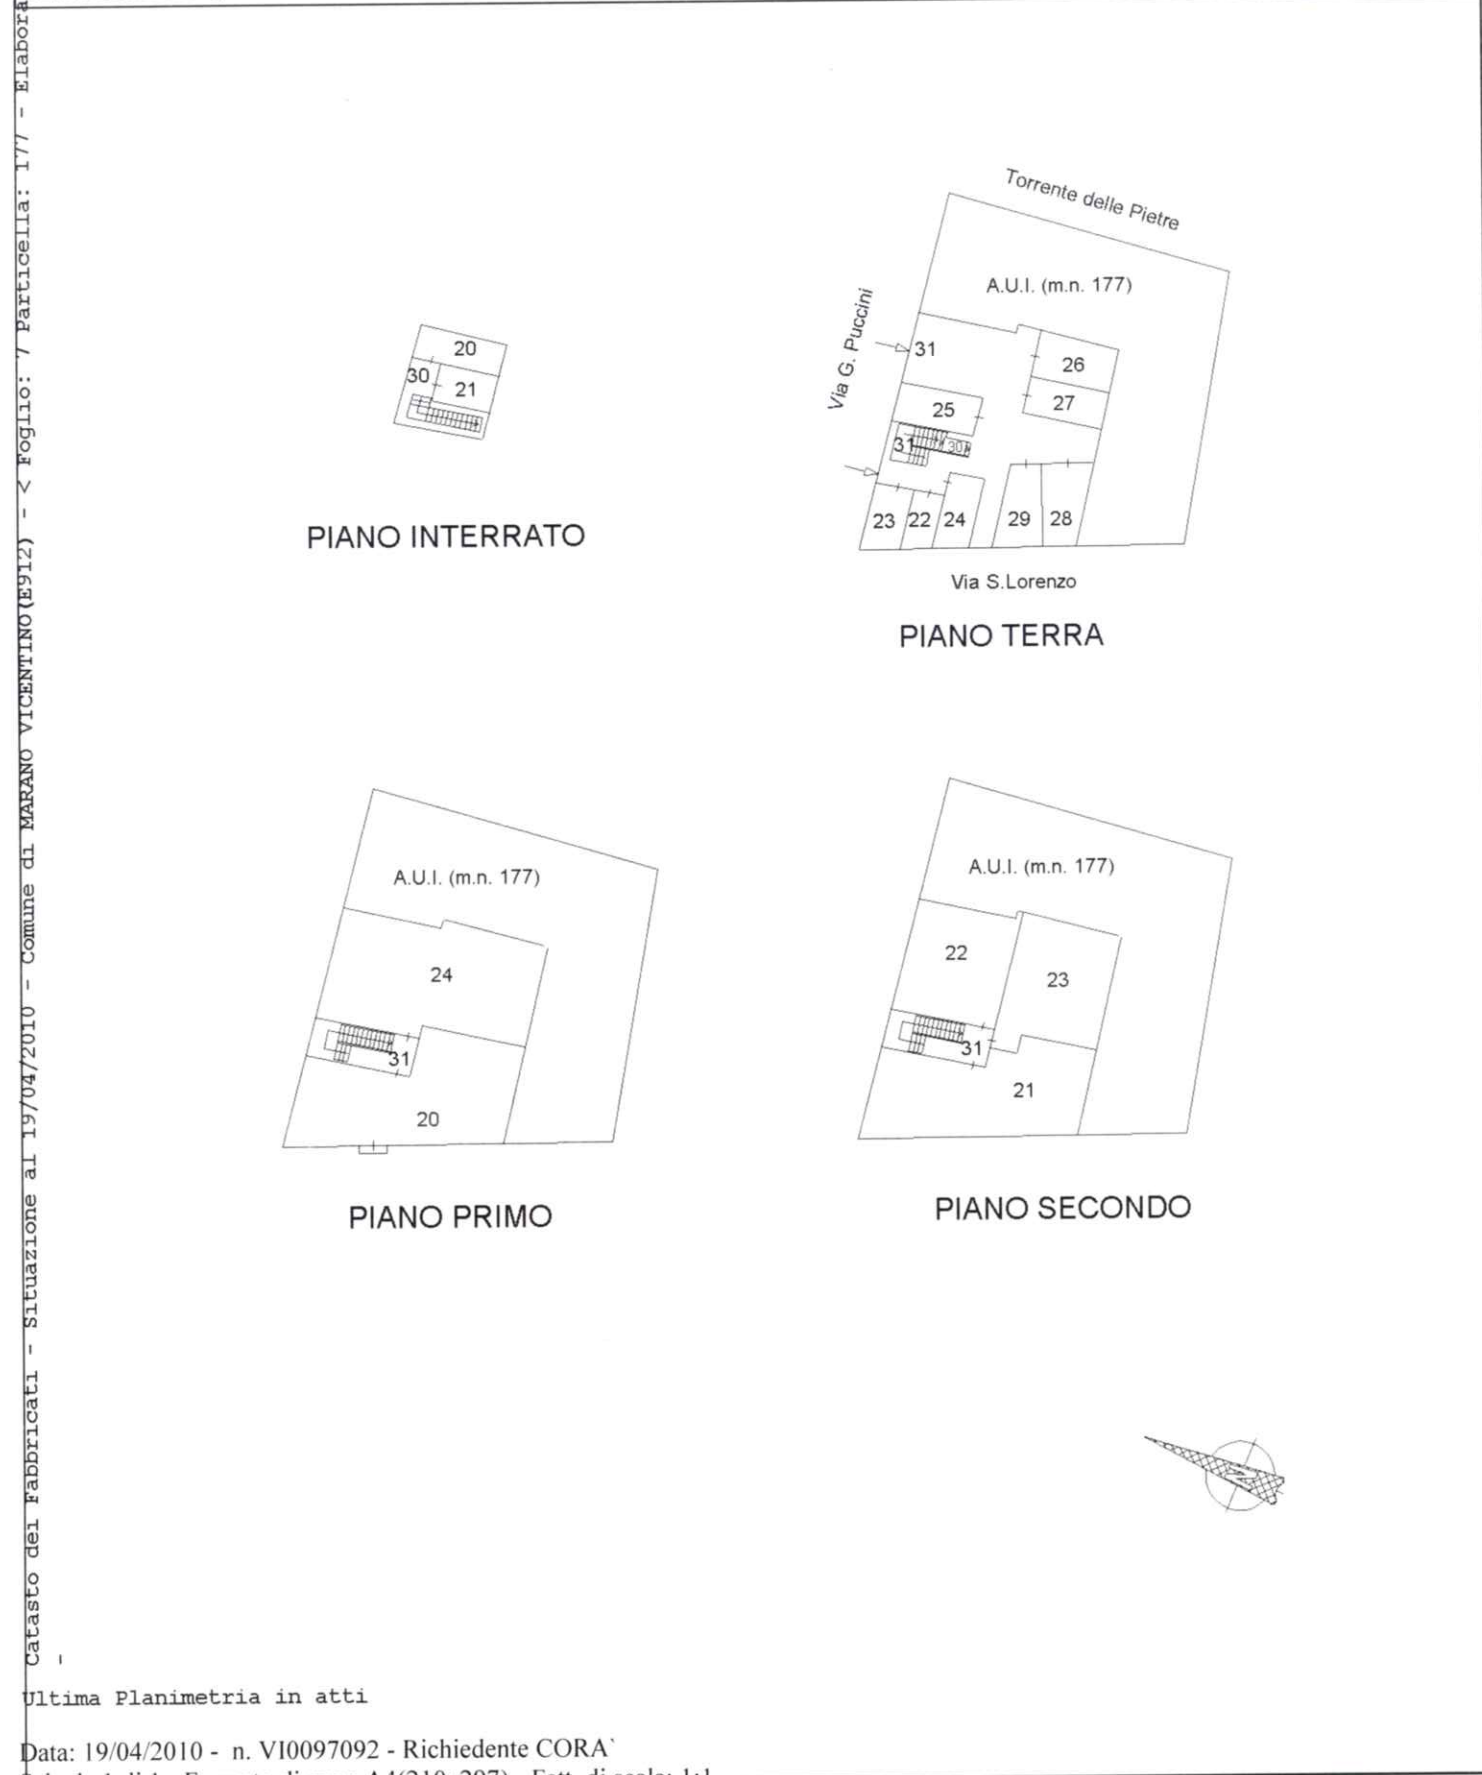 Catasto dei Fabbricati - Situazione al 19/04/2010 - Comune di MARANO VICENTINO(E912) - < Foglio: 7 Particella: 177 - Elabora
20
30
21
PIANO INTERRATO
Torrente delle Pietre
A.U.I. (m.n. 177)
Via G. Puccini
31
26
27
25
31
30
23
22
24
29
28
Via S.Lorenzo
PIANO TERRA
A.U.I. (m.n. 177)
24
31
20
PIANO PRIMO
A.U.I. (m.n. 177)
22
23
31
21
PIANO SECONDO
N
Ultima Planimetria in atti
Data: 19/04/2010 - n. VI0097092 - Richiedente CORA`